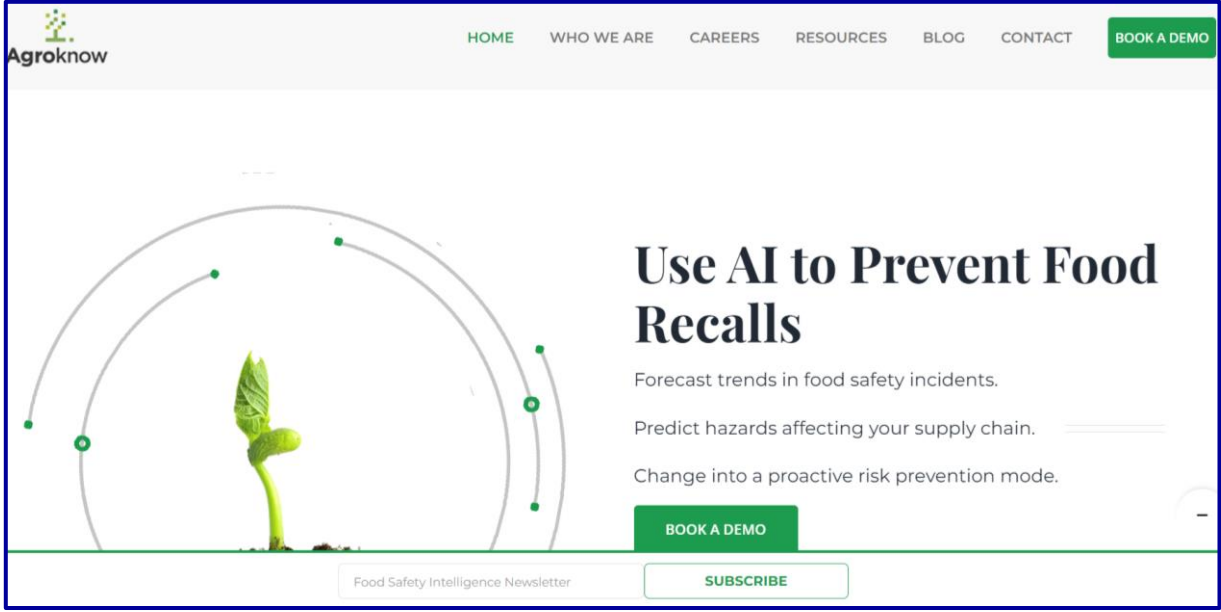 Agroknow
HOME
WHO WE ARE
CAREERS
RESOURCES
BLOG
CONTACT
BOOK A DEMO
Use AI to Prevent Food
Recalls
Forecast trends in food safety incidents.
Predict hazards affecting your supply chain.
Change into a proactive risk prevention mode.
BOOK A DEMO
Food Safety Intelligence Newsletter
SUBSCRIBE